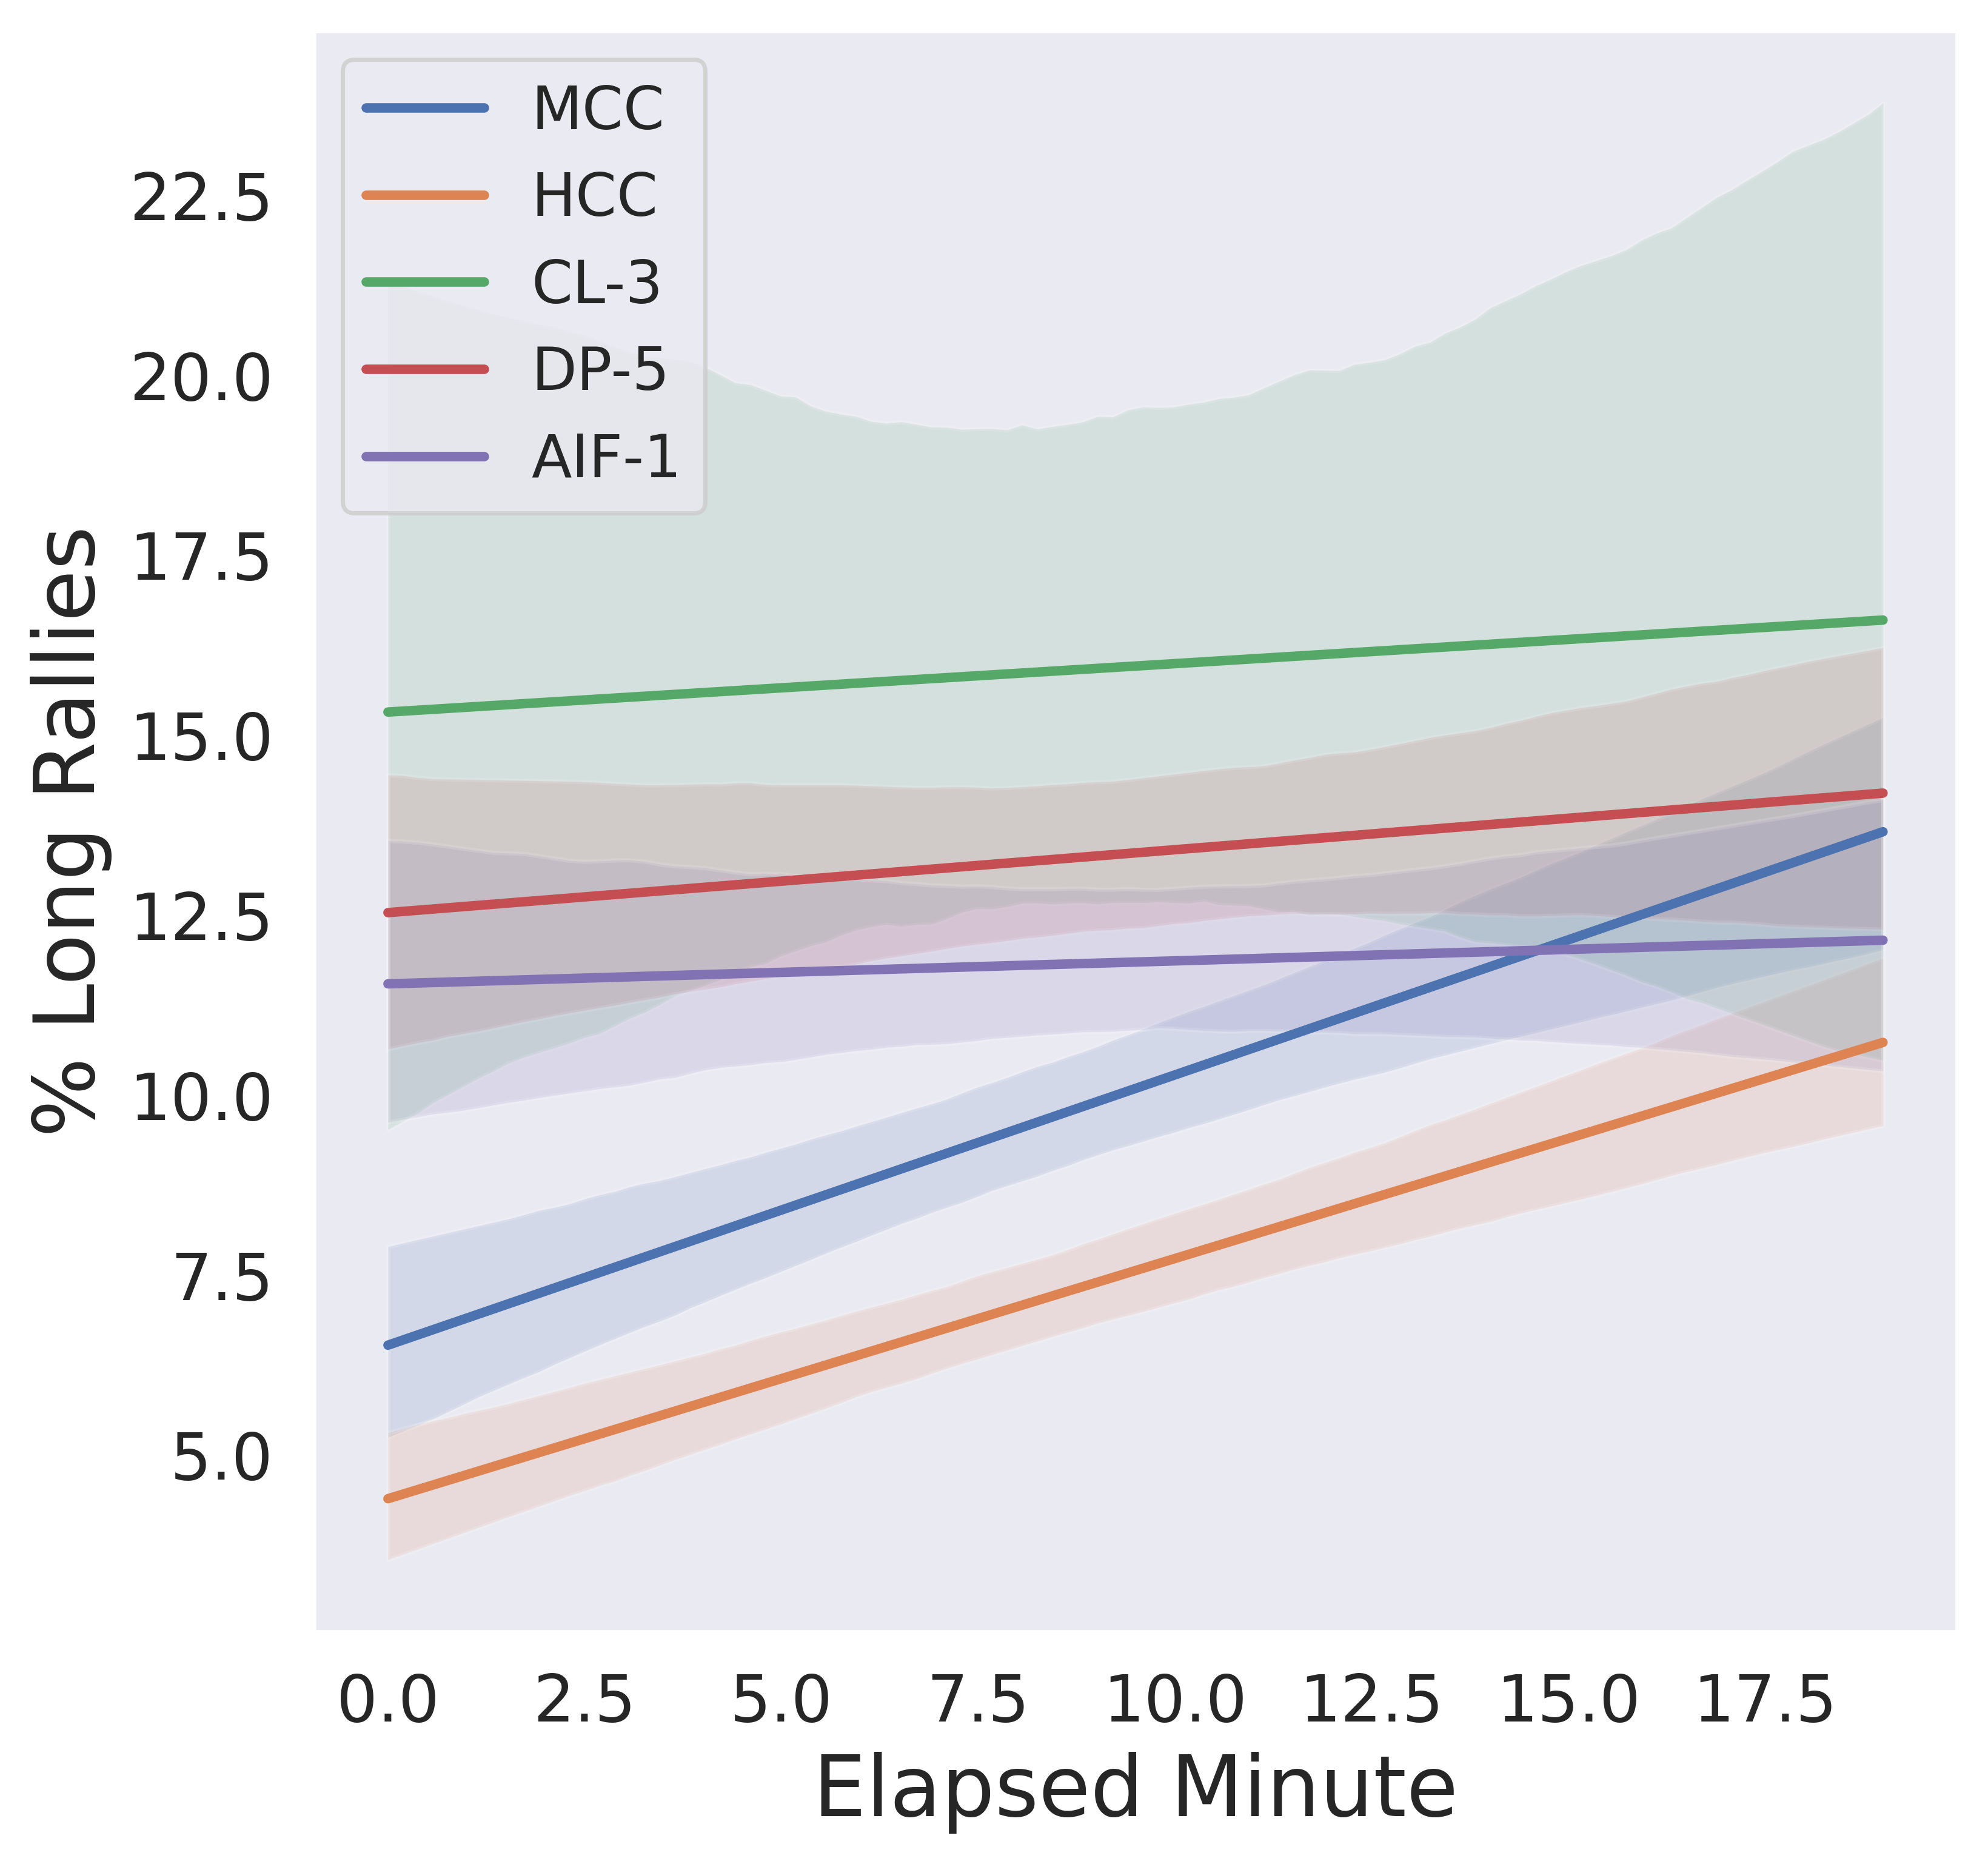 MCC
HCC
CL-3
DP-5
AIF-1
% Long Rallies
22.5
20.0
17.5
15.0
12.5
10.0
7.5
5.0
0.0 2.5 5.0 7.5 10.0 12.5 15.0 17.5
Elapsed Minute